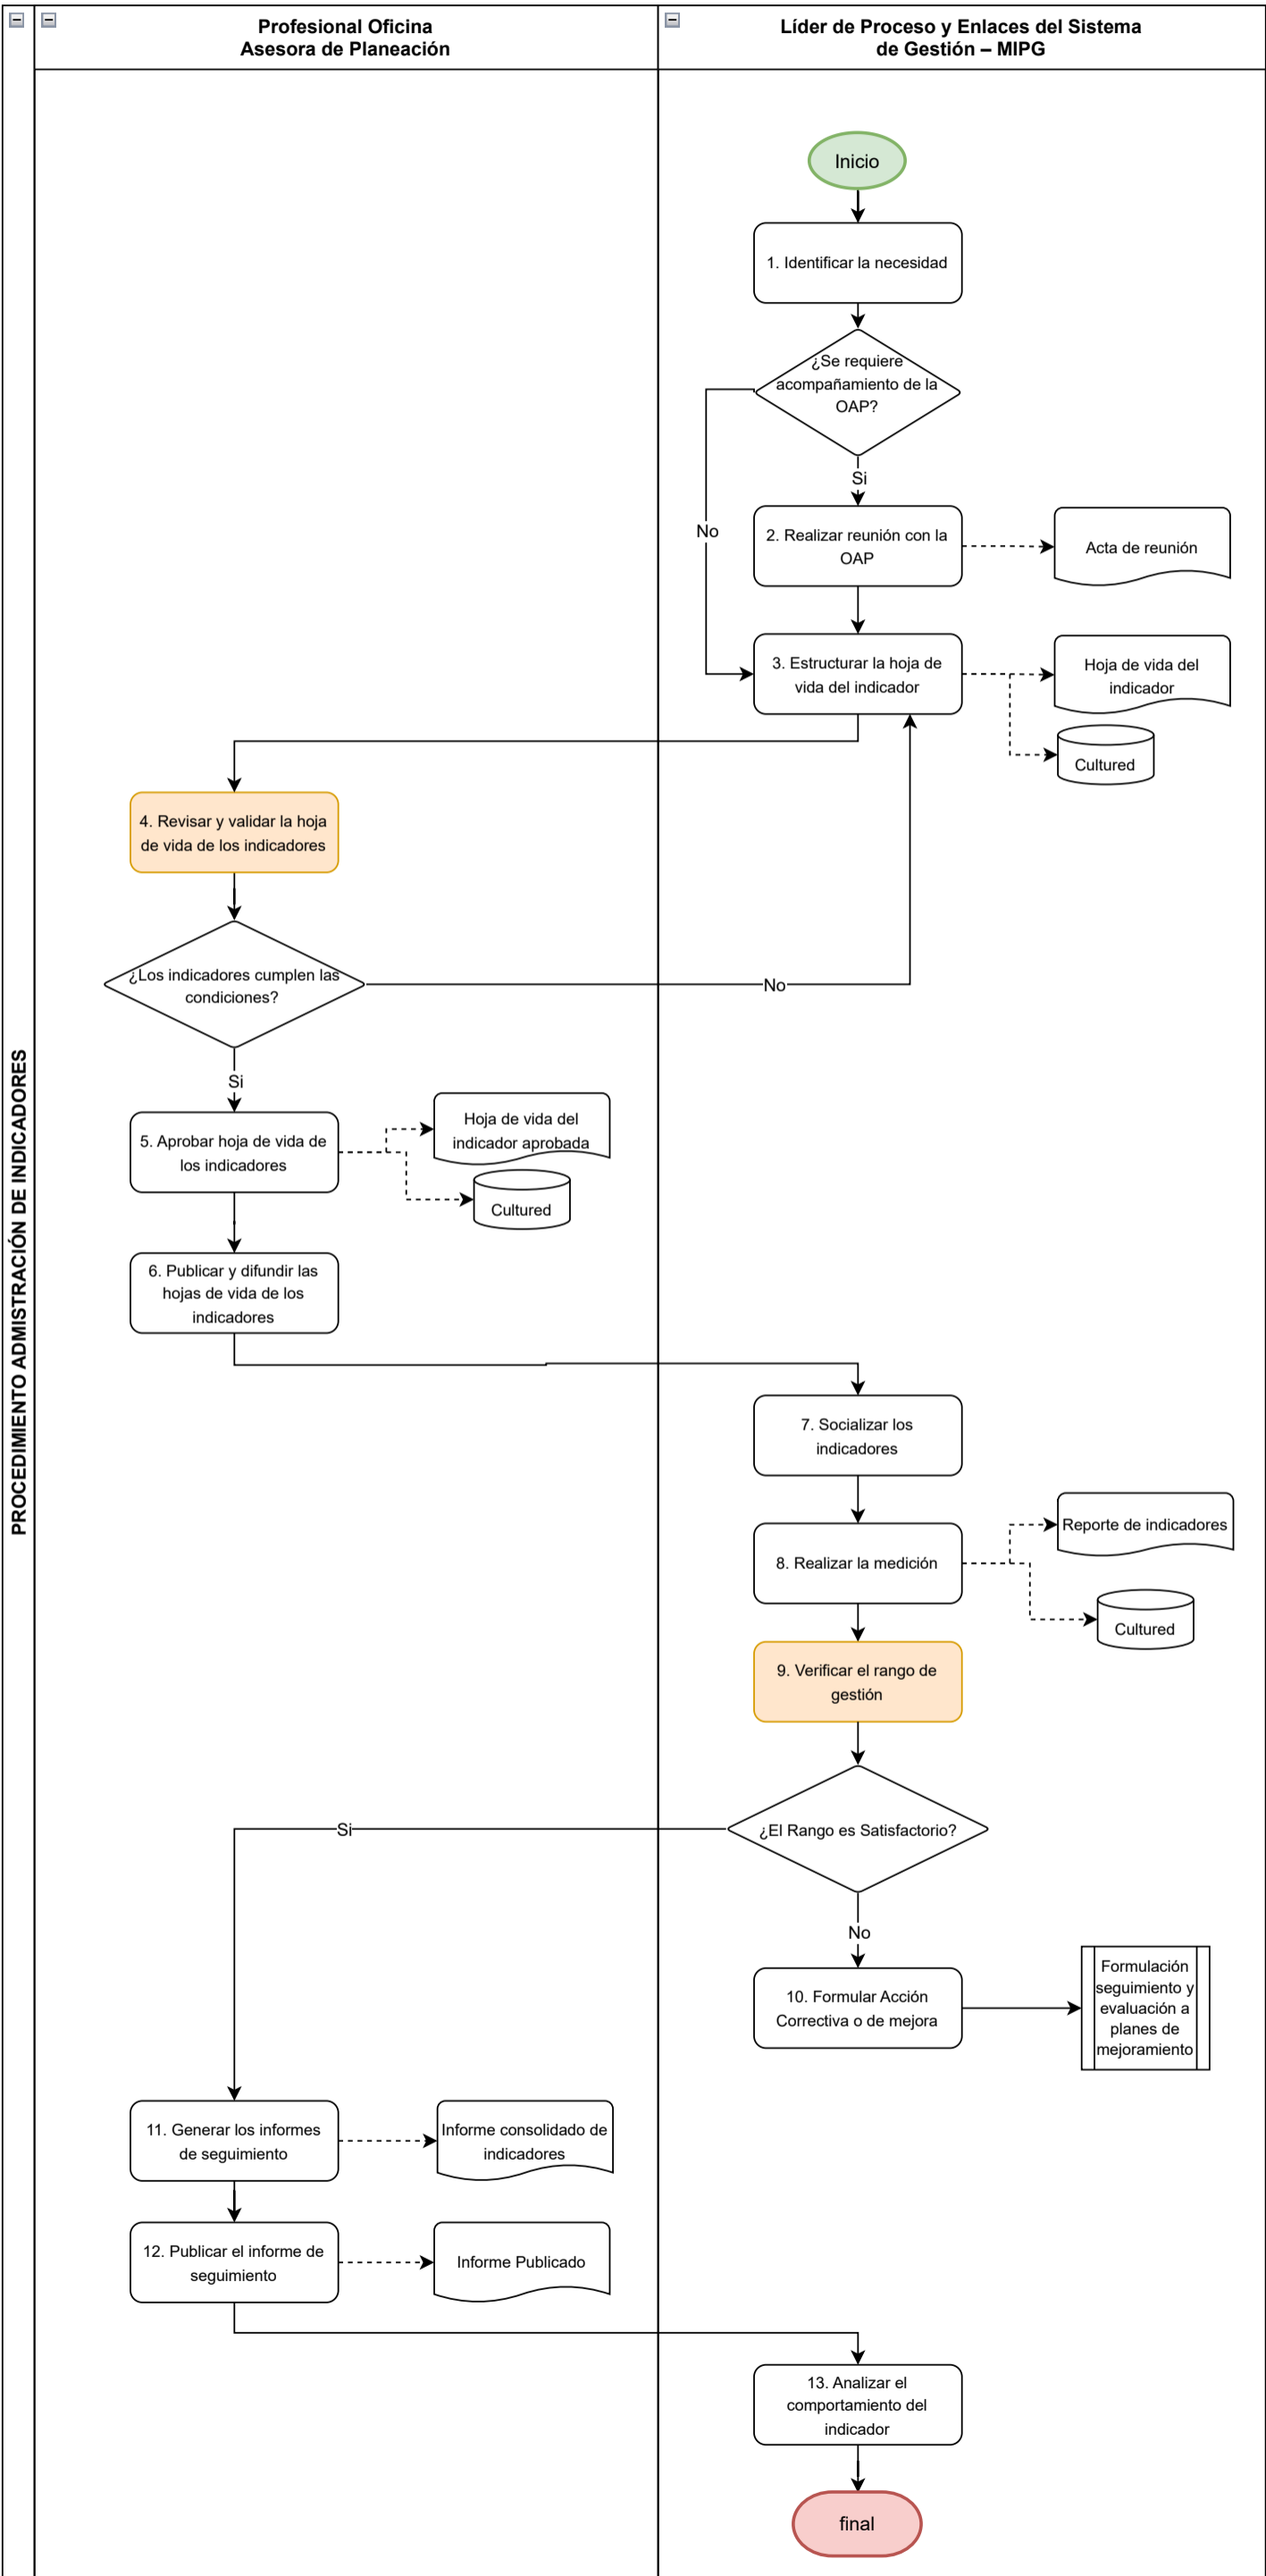 Profesional Oficina
Asesora de Planeación
Líder de Proceso y Enlaces del Sistema
de Gestión – MIPG
PROCEDIMIENTO ADMISTRACIÓN DE INDICADORES
Inicio
1. Identificar la necesidad
¿Se requiere
acompañamiento de la
OAP?
Si
No
2. Realizar reunión con la
OAP
Acta de reunión
3. Estructurar la hoja de
vida del indicador
Hoja de vida del
indicador
Cultured
4. Revisar y validar la hoja
de vida de los indicadores
¿Los indicadores cumplen las
condiciones?
No
Si
5. Aprobar hoja de vida de
los indicadores
Hoja de vida del
indicador aprobada
Cultured
6. Publicar y difundir las
hojas de vida de los
indicadores
7. Socializar los
indicadores
8. Realizar la medición
Reporte de indicadores
Cultured
9. Verificar el rango de
gestión
¿El Rango es Satisfactorio?
Si
No
10. Formular Acción
Correctiva o de mejora
Formulación
seguimiento y
evaluación a
planes de
mejoramiento
11. Generar los informes
de seguimiento
Informe consolidado de
indicadores
12. Publicar el informe de
seguimiento
Informe Publicado
13. Analizar el
comportamiento del
indicador
final